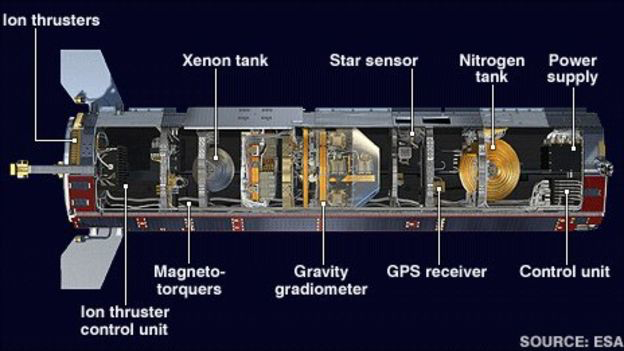 Ion thrusters
Xenon tank
Star sensor
Nitrogen
tank
Power
supply
Magneto-
torquers
Gravity
gradiometer
GPS receiver
Control unit
Ion thruster
control unit
SOURCE: ESA